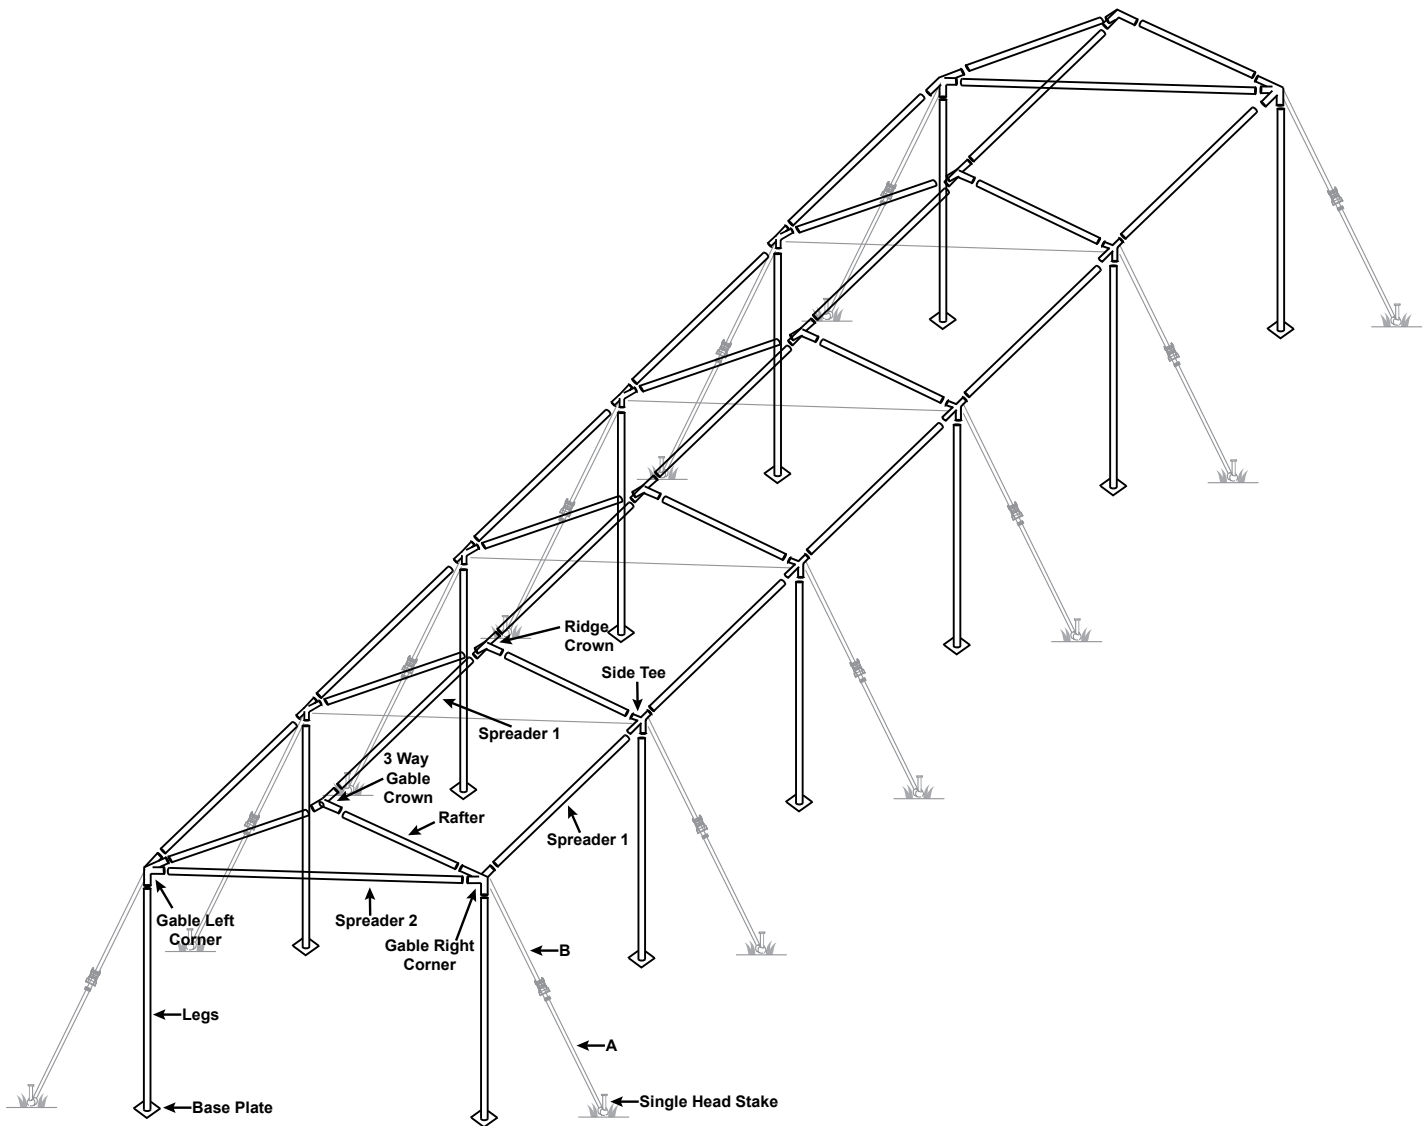 Ridge
Crown
Side Tee
Spreader 1
3 Way
Gable
Crown
Rafter
Spreader 1
Gable Left
Corner
Spreader 2
Gable Right
Corner
B
Legs
A
Base Plate
Single Head Stake